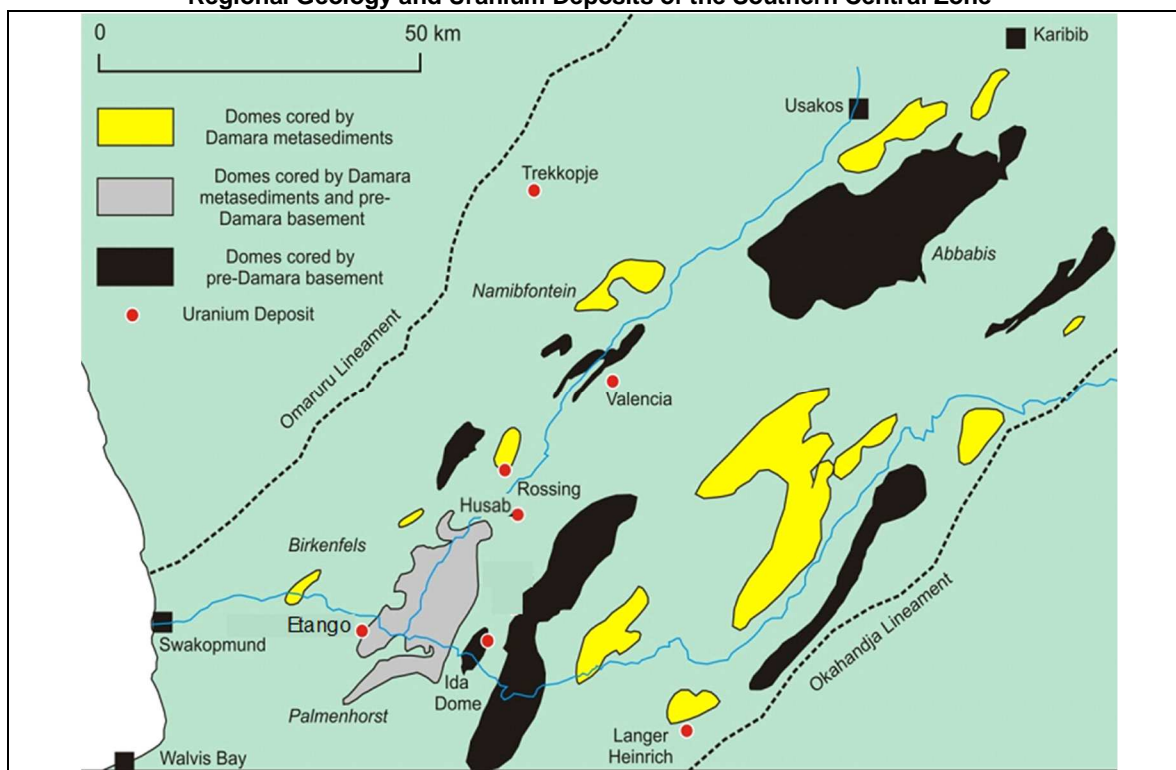 Regional Geology and Uranium Deposits of the Southern Central Zone
0
50 km
Karibib
Usakos
Domes cored by
Damara metasediments
Trekkopje
Domes cored by Damara
metasediments and pre-
Damara basement
Domes cored by
pre-Damara basement
Abbabis
Namibfontein
Uranium Deposit
Omaruru Lineament
Valencia
Rossing
Husab
Birkenfels
Etango
Swakopmund
Okahandja Lineament
Ida
Dome
Palmenhorst
Langer
Heinrich
Walvis Bay